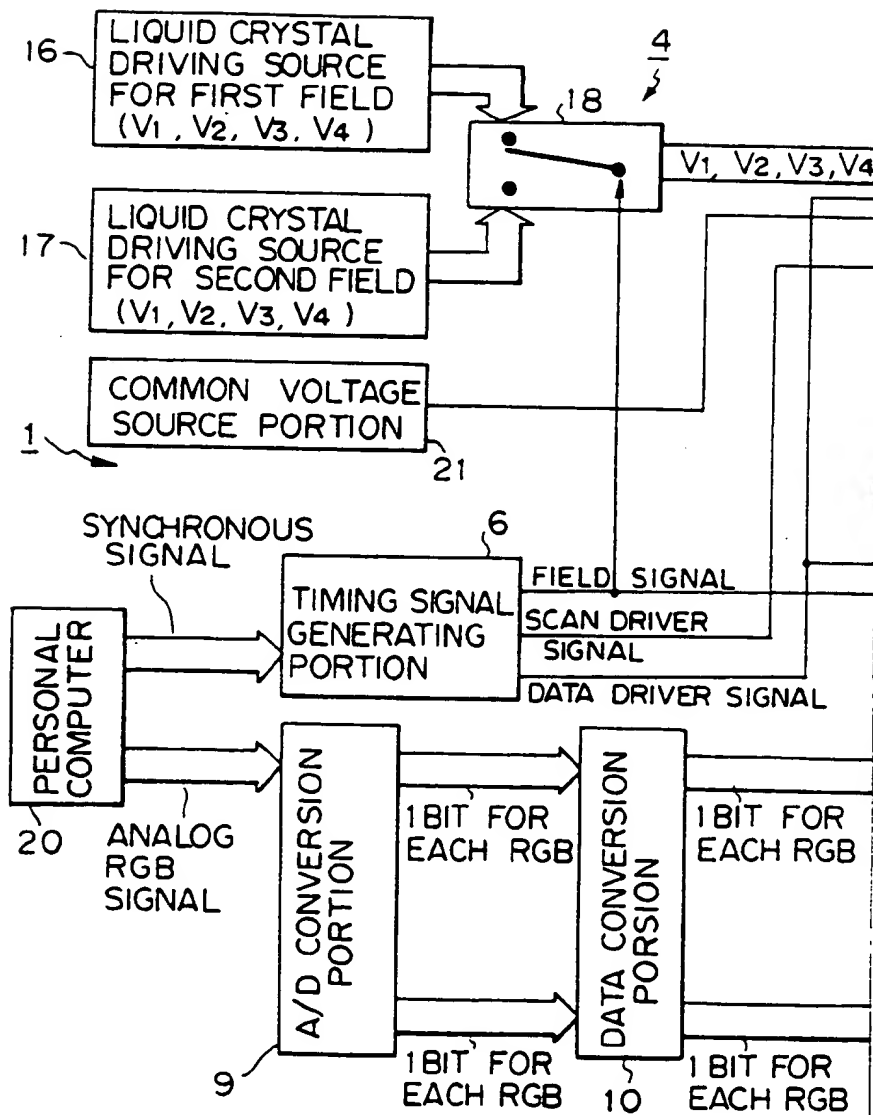 16
LIQUID CRYSTAL
DRIVING SOURCE
FOR FIRST FIELD
(V1, V2, V3, V4)
4
18
V1, V2, V3, V4
17
LIQUID CRYSTAL
DRIVING SOURCE
FOR SECOND FIELD
(V1, V2, V3, V4)
COMMON VOLTAGE
SOURCE PORTION
1
21
SYNCHRONOUS
SIGNAL
6
TIMING SIGNAL
GENERATING
PORTION
FIELD SIGNAL
SCAN DRIVER
SIGNAL
DATA DRIVER SIGNAL
PERSONAL
COMPUTER
20
ANALOG
RGB
SIGNAL
A/D CONVERSION
PORTION
9
1 BIT FOR
EACH RGB
1 BIT FOR
EACH RGB
DATA CONVERSION
PORSION
10
1 BIT FOR
EACH RGB
1 BIT FOR
EACH RGB